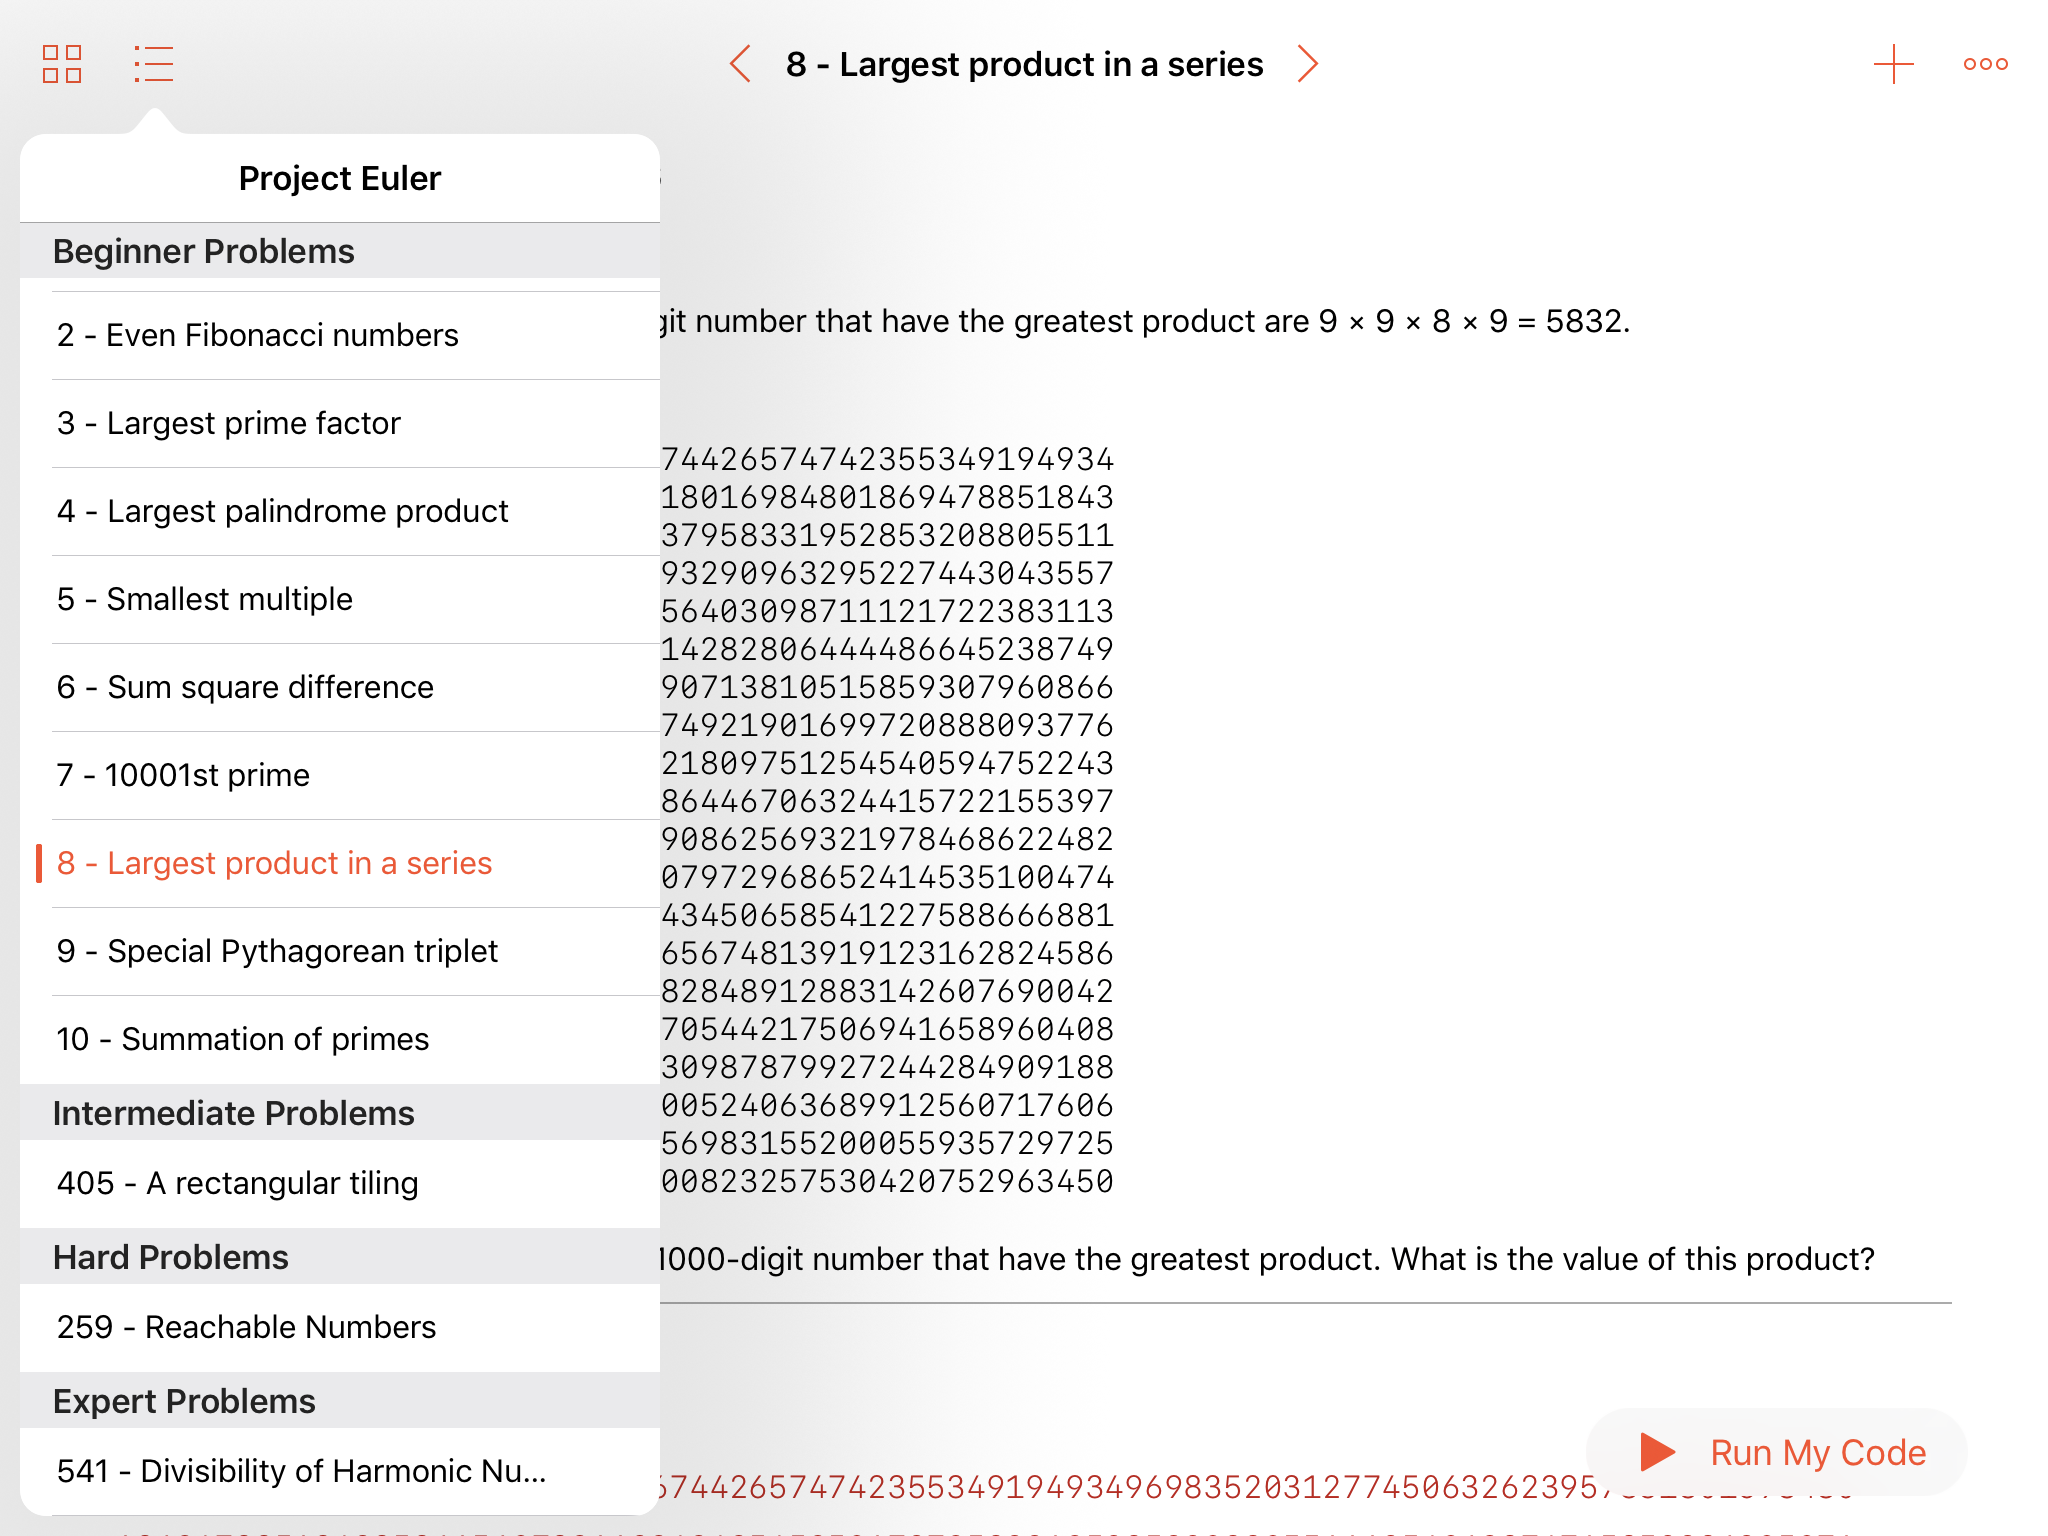 8 - Largest product in a series
Project Euler
Beginner Problems
2 - Even Fibonacci numbers
3 - Largest prime factor
4 - Largest palindrome product
5 - Smallest multiple
6 - Sum square difference
7 - 10001st prime
8 - Largest product in a series
9 - Special Pythagorean triplet
10 - Summation of primes
Intermediate Problems
405 - A rectangular tiling
Hard Problems
259 - Reachable Numbers
Expert Problems
541 - Divisibility of Harmonic Nu...
git number that have the greatest product are 9 × 9 × 8 × 9 = 5832.
74426574742355349194934
18016984801869478851843
37958331952853208805511
93290963295227443043557
56403098711121722383113
14282806444486645238749
90713810515859307960866
74921901699720888093776
21809751254540594752243
86446706324415722155397
90862569321978468622482
07972968652414535100474
43450658541227588666881
65674813919123162824586
82848912883142607690042
70544217506941658960408
30987879927244284909188
00524063689912560717606
56983155200055935729725
00823257530420752963450
1000-digit number that have the greatest product. What is the value of this product?
Run My Code
674426574742355349194934969835203127745063262395